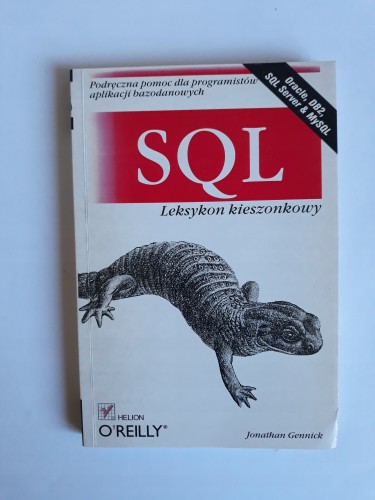 Podręczna pomoc dla programistów
aplikacji bazodanowych
Oracle, DB2,
SQL Server & MySQL
SQL
Leksykon kieszonkowy
HELION
O'REILLY®
Jonathan Gennick